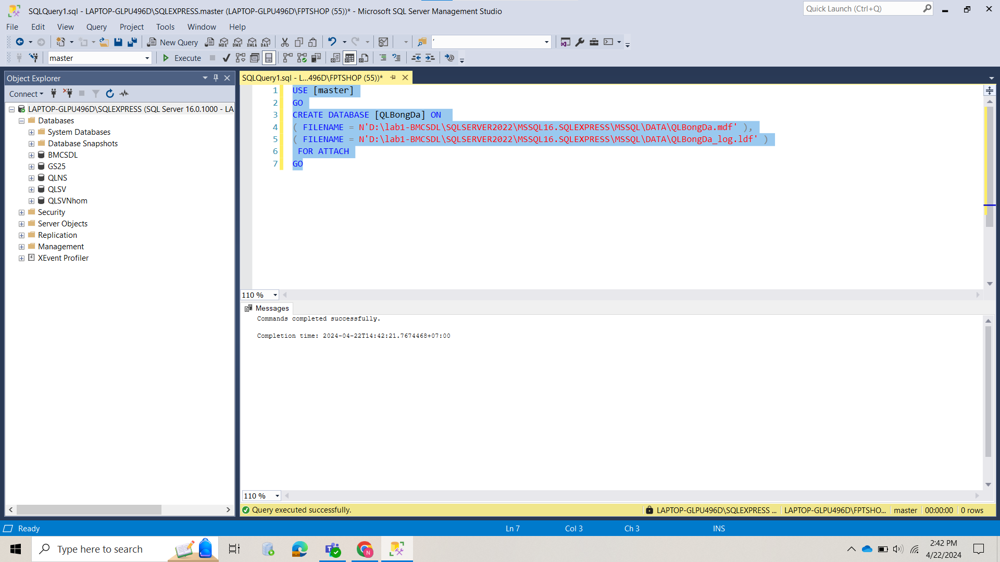 SQLQuery1.sql - LAPTOP-GLPU496D\SQLEXPRESS.master (LAPTOP-GLPU496D\FPTSHOP (55))* - Microsoft SQL Server Management Studio
Quick Launch (Ctrl+Q)
File Edit View Query Project Tools Window Help
New Query
MDX DMX XMLA DAX
master
Execute
Object Explorer
Connect
LAPTOP-GLPU496D\SQLEXPRESS (SQL Server 16.0.1000 - LA
Databases
System Databases
Database Snapshots
BMCSDL
GS25
QLNS
QLSV
QLSVNhom
Security
Server Objects
Replication
Management
XEvent Profiler
SQLQuery1.sql - L...496D\FPTSHOP (55))*
1 USE [master]
2 GO
3 CREATE DATABASE [QLBongDa] ON
4 ( FILENAME = N'D:\lab1-BMCSDL\SQLSERVER2022\MSSQL16.SQLEXPRESS\MSSQL\DATA\QLBongDa.mdf' ),
5 ( FILENAME = N'D:\lab1-BMCSDL\SQLSERVER2022\MSSQL16.SQLEXPRESS\MSSQL\DATA\QLBongDa_log.ldf' )
6 FOR ATTACH
7 GO
110 %
Messages
Commands completed successfully.
Completion time: 2024-04-22T14:42:21.7674468+07:00
110 %
Query executed successfully.
LAPTOP-GLPU496D\SQLEXPRESS ... LAPTOP-GLPU496D\FPTSHO... master 00:00:00 0 rows
Ready
Ln 7 Col 3 Ch 3 INS
Type here to search
N
2:42 PM
4/22/2024